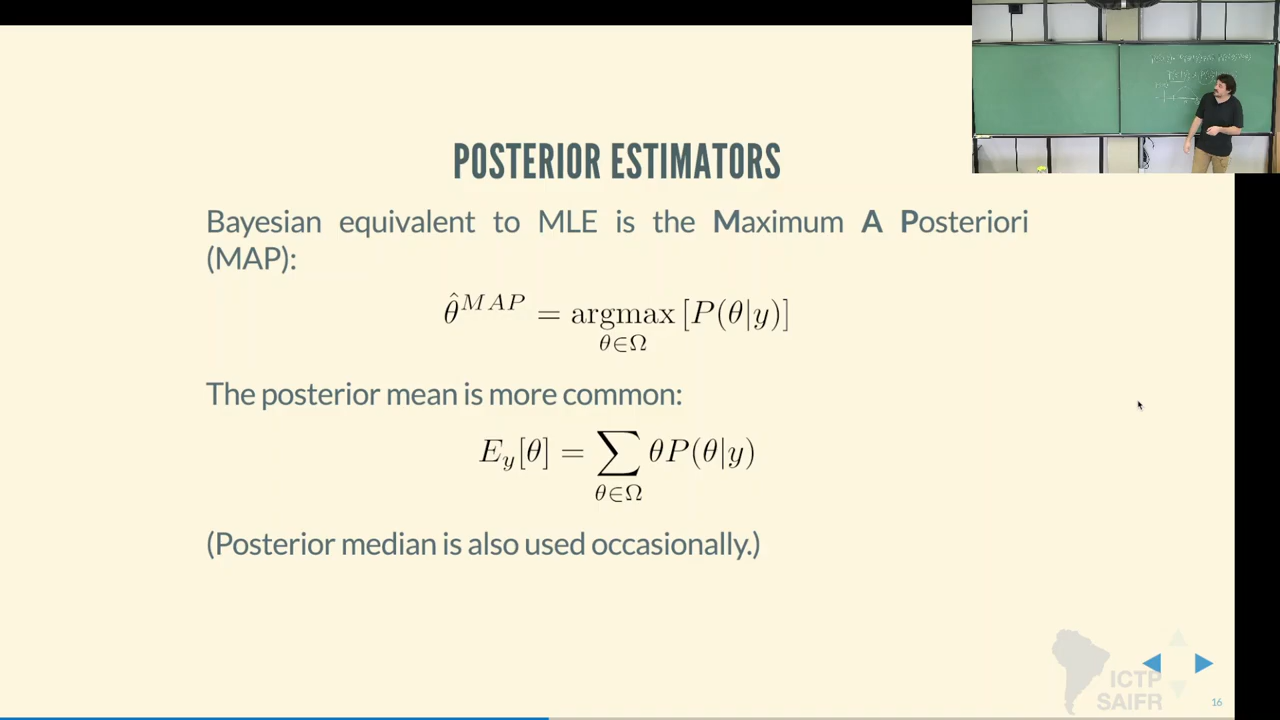 POSTERIOR ESTIMATORS
Bayesian equivalent to MLE is the Maximum A Posteriori
(MAP):
θ̂^{MAP} = argmax [P(θ|y)]
θ∈Ω
The posterior mean is more common:
E_y[θ] = ∑ θP(θ|y)
θ∈Ω
(Posterior median is also used occasionally.)
ICTP
SAIFR
16